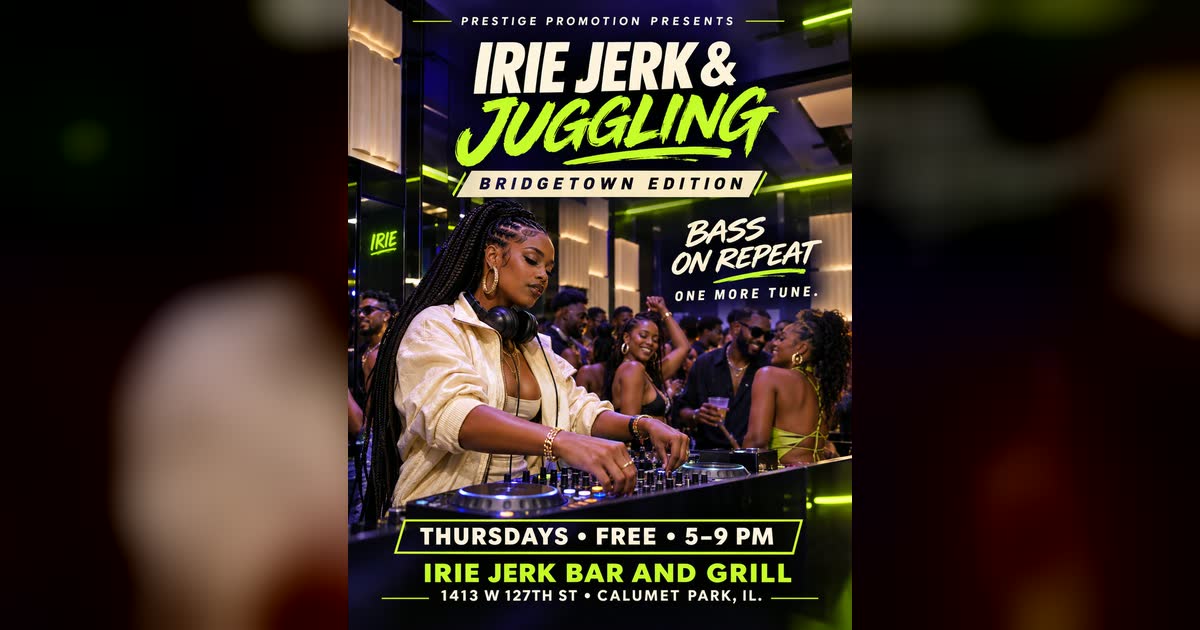 PRESTIGE PROMOTION PRESENTS
IRIE JERK &
JUGGLING
BRIDGETOWN EDITION
IRIE
BASS
ON REPEAT
ONE MORE TUNE.
THURSDAYS • FREE • 5–9 PM
IRIE JERK BAR AND GRILL
1413 W 127TH ST • CALUMET PARK, IL.